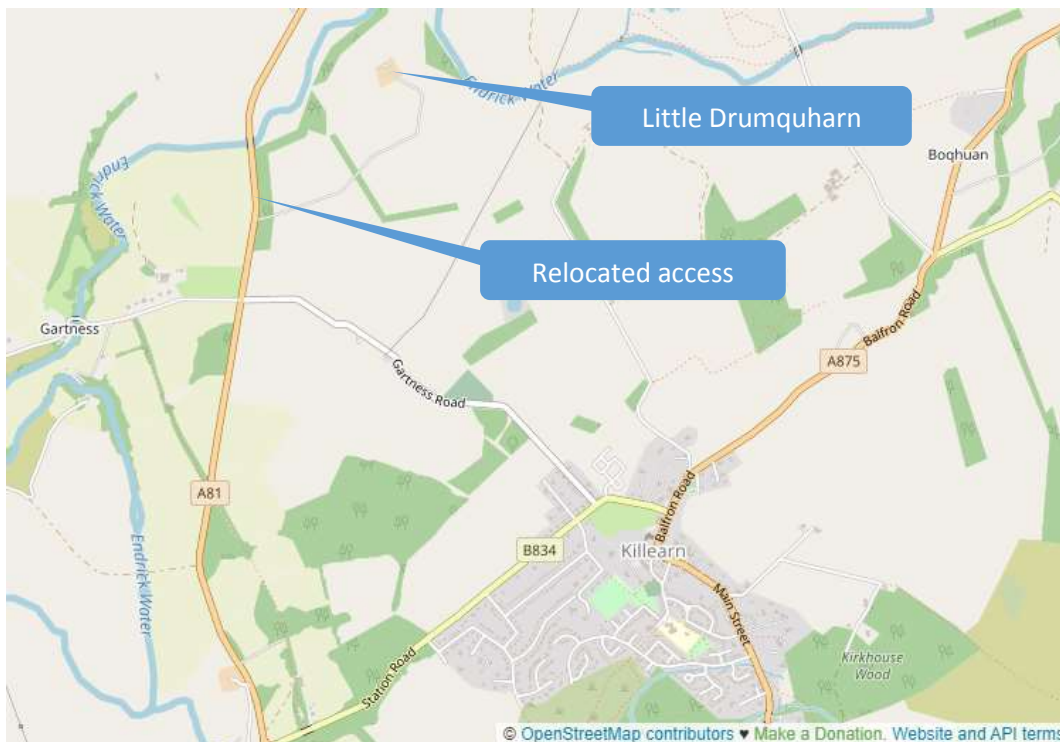 Endrick Water
Little Drumquharn
Boqhuan
Endrick Water
Relocated access
Gartness
Balfron Road
A875
Gartness Road
A81
Balfron Road
B834
Killearn
Endrick Water
Main Street
Kirkhouse
Wood
Station Road
© OpenStreetMap contributors ♥ Make a Donation. Website and API terms